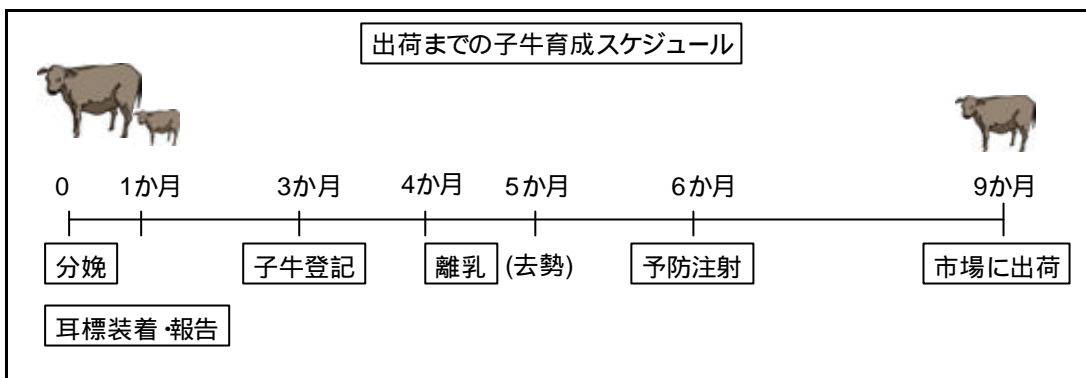 出荷までの子牛育成スケジュール
0 1か月 3か月 4か月 5か月 6か月 9か月
分娩 子牛登記 離乳 (去勢) 予防注射 市場に出荷
耳標装着・報告